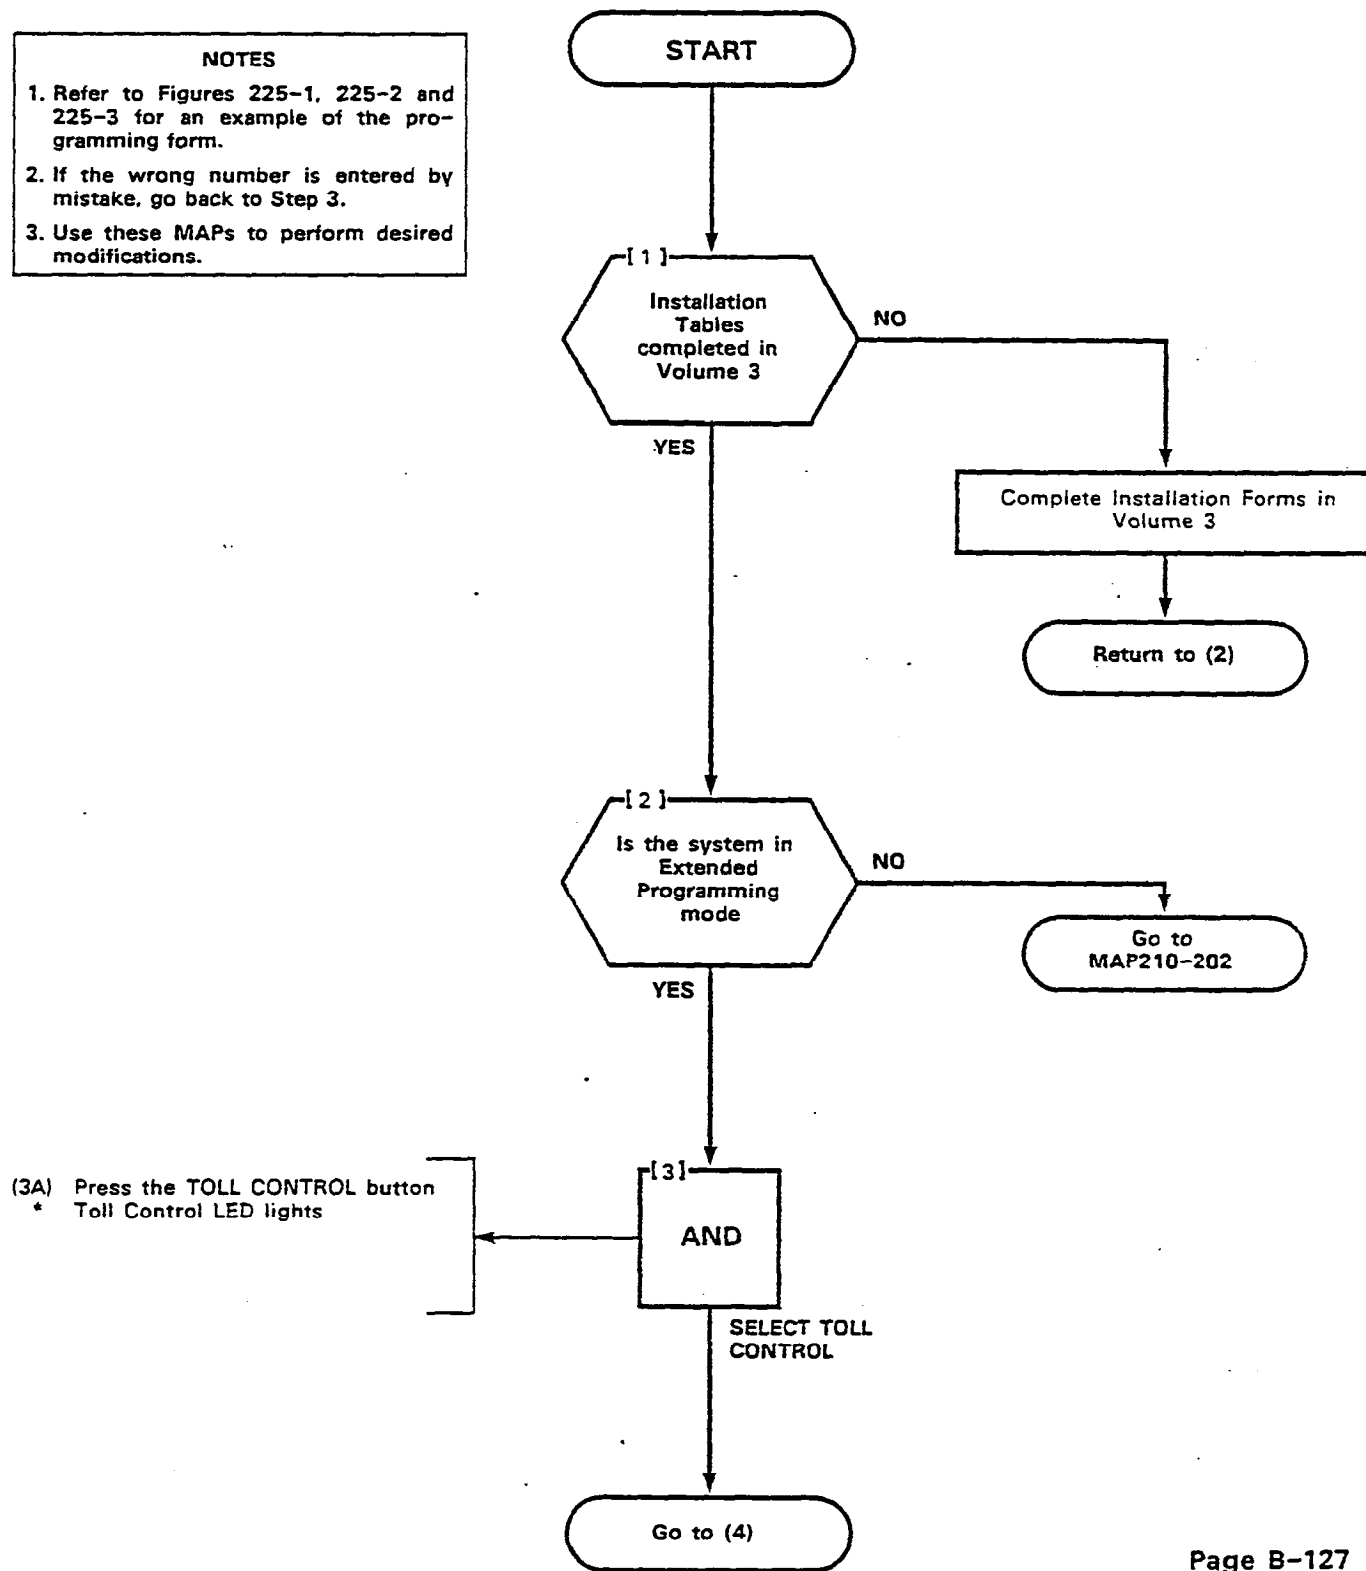 START
NOTES
1. Refer to Figures 225-1, 225-2 and
225-3 for an example of the pro-
gramming form.
2. If the wrong number is entered by
mistake, go back to Step 3.
3. Use these MAPs to perform desired
modifications.
[ 1 ]
Installation
Tables
completed in
Volume 3
NO
YES
Complete Installation Forms in
Volume 3
Return to (2)
[ 2 ]
Is the system in
Extended
Programming
mode
NO
Go to
MAP210-202
YES
[3]
AND
(3A) Press the TOLL CONTROL button
* Toll Control LED lights
SELECT TOLL
CONTROL
Go to (4)
Page B-127